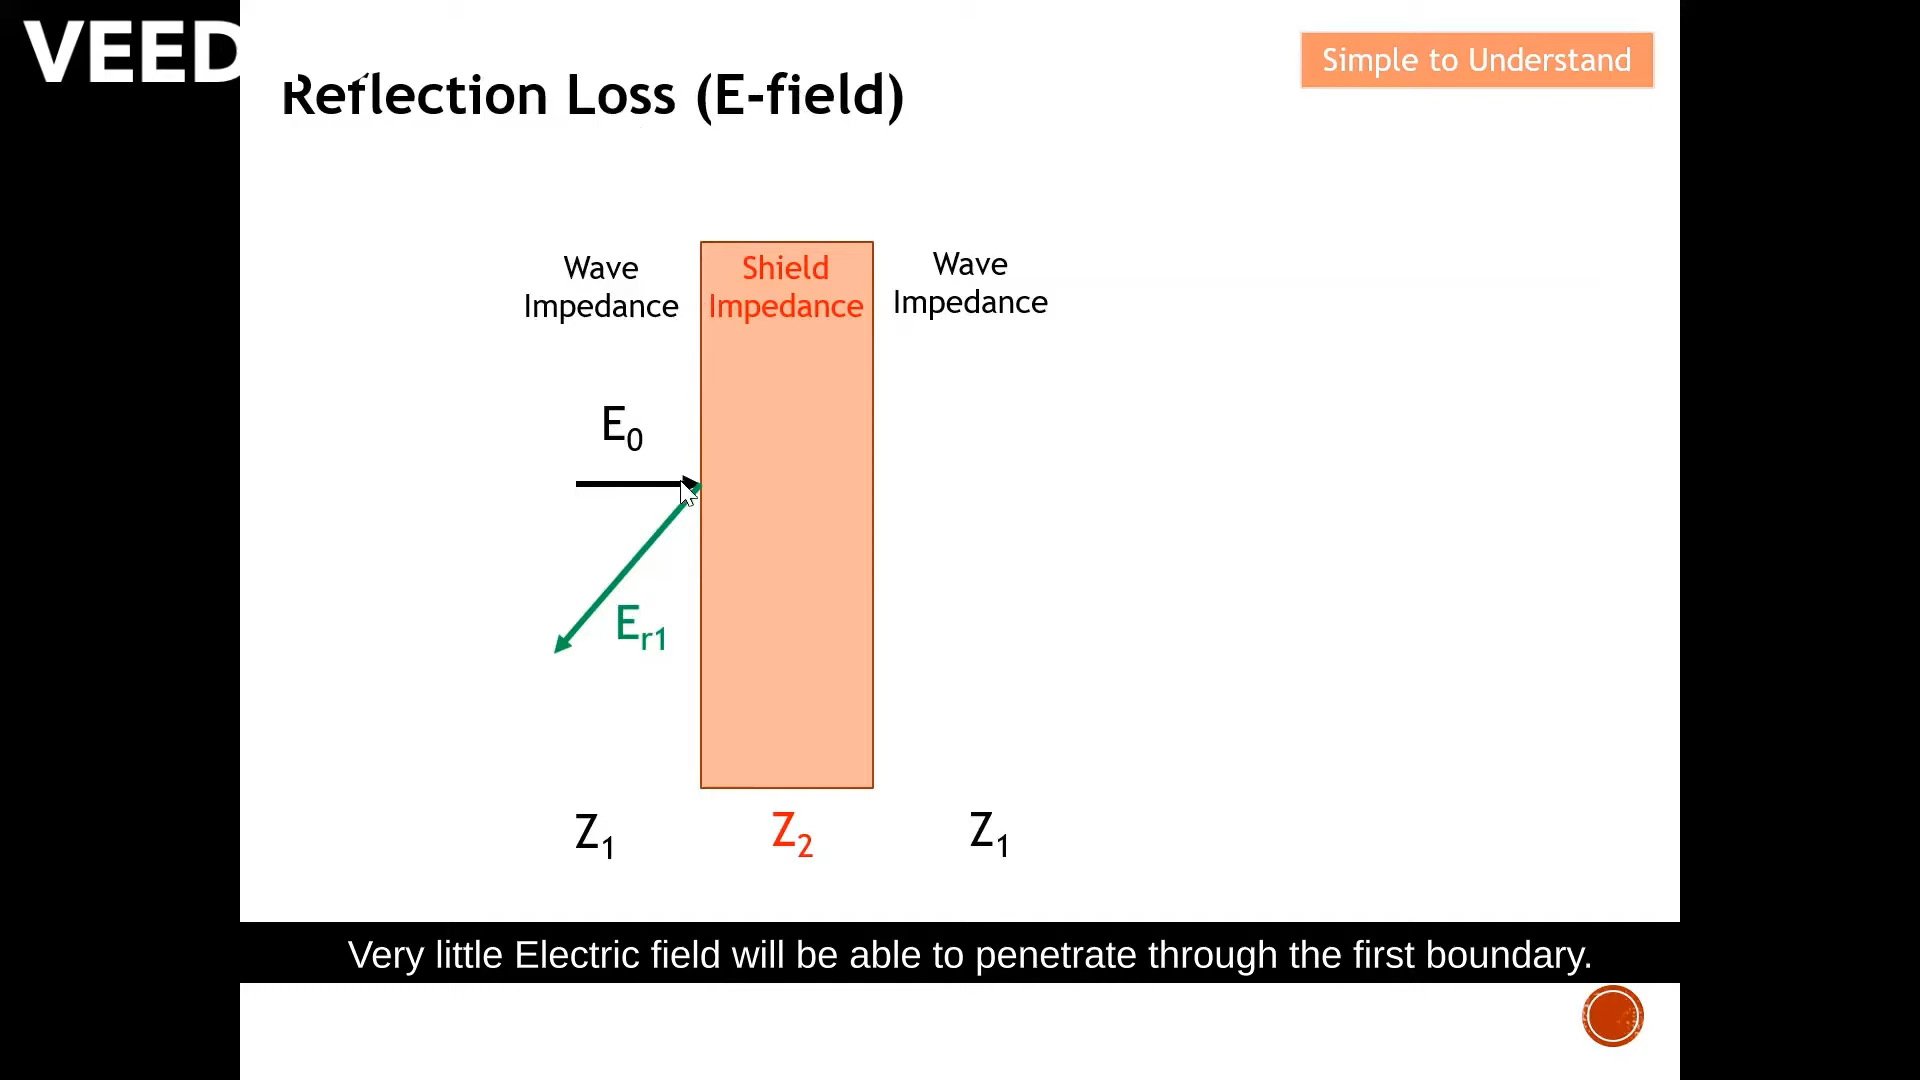 VEED
Simple to Understand
Reflection Loss (E-field)
Wave
Impedance
Shield
Impedance
Wave
Impedance
E0
Er1
Z1
Z2
Z1
Very little Electric field will be able to penetrate through the first boundary.